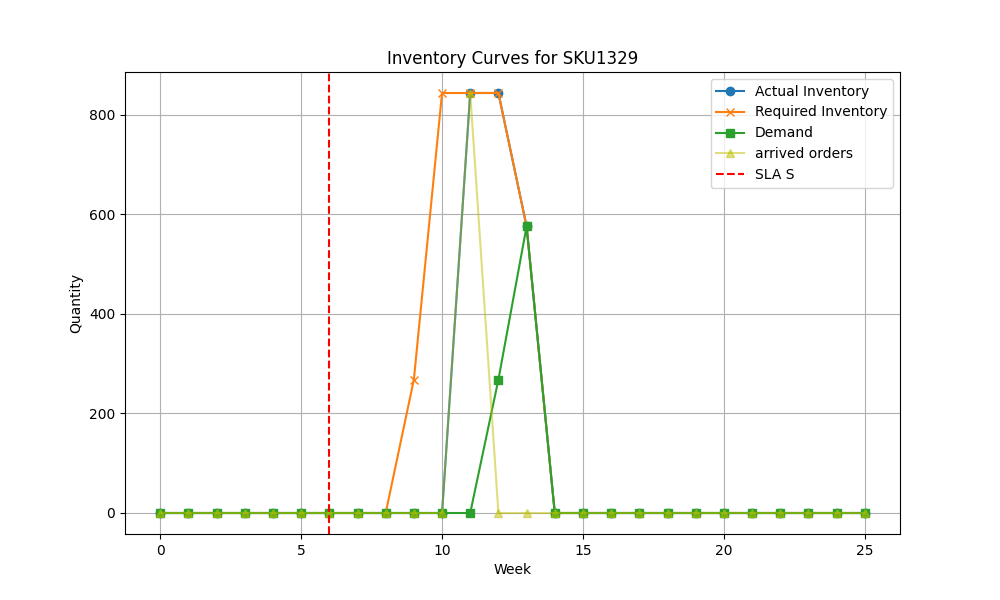 Inventory Curves for SKU1329
Actual Inventory
Required Inventory
Demand
arrived orders
SLA S
800
600
400
200
0
Quantity
0 5 10 15 20 25
Week